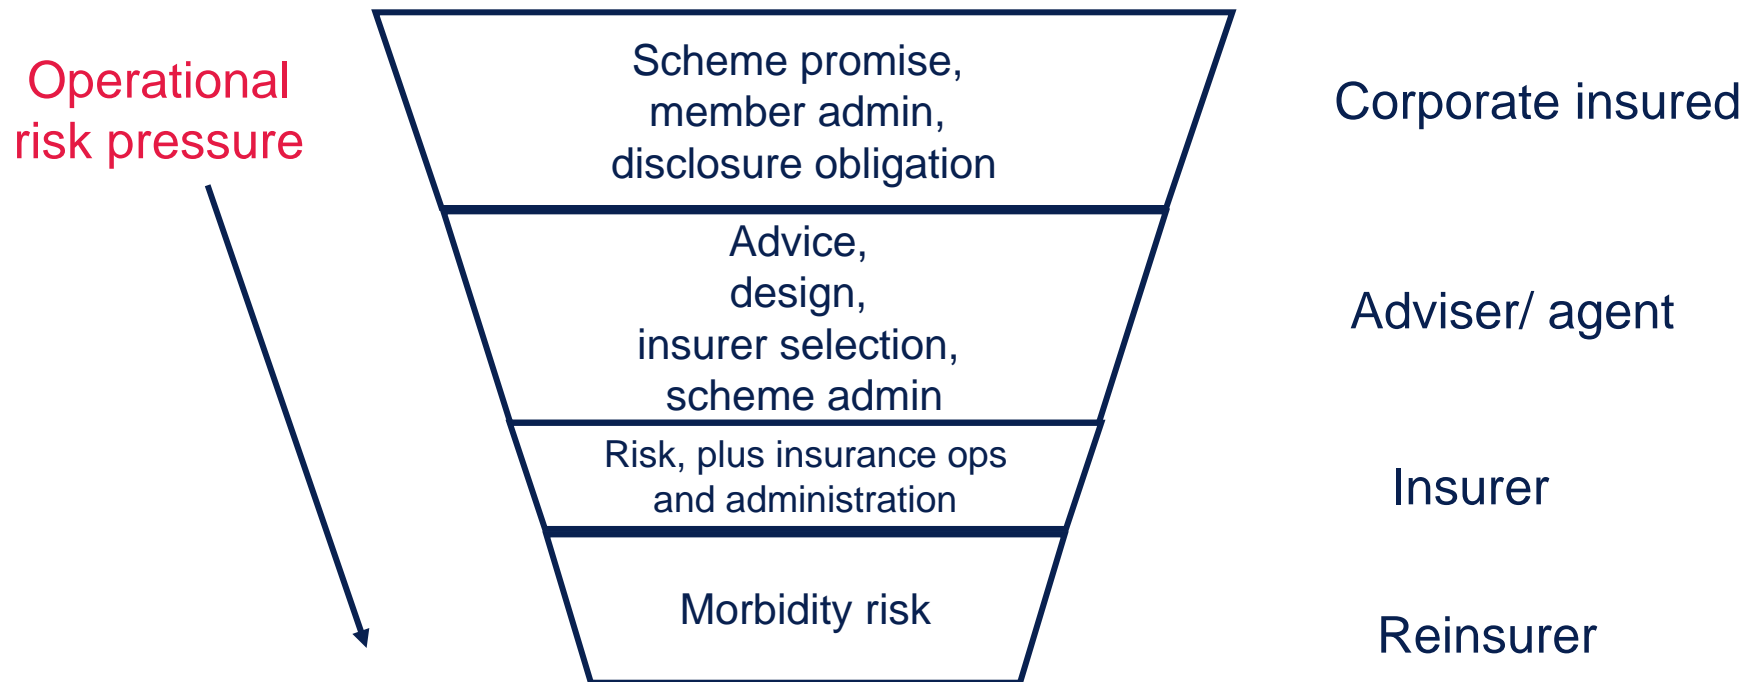 Operational
risk pressure
Scheme promise,
member admin,
disclosure obligation
Corporate insured
Advice,
design,
insurer selection,
scheme admin
Adviser/ agent
Risk, plus insurance ops
and administration
Insurer
Morbidity risk
Reinsurer